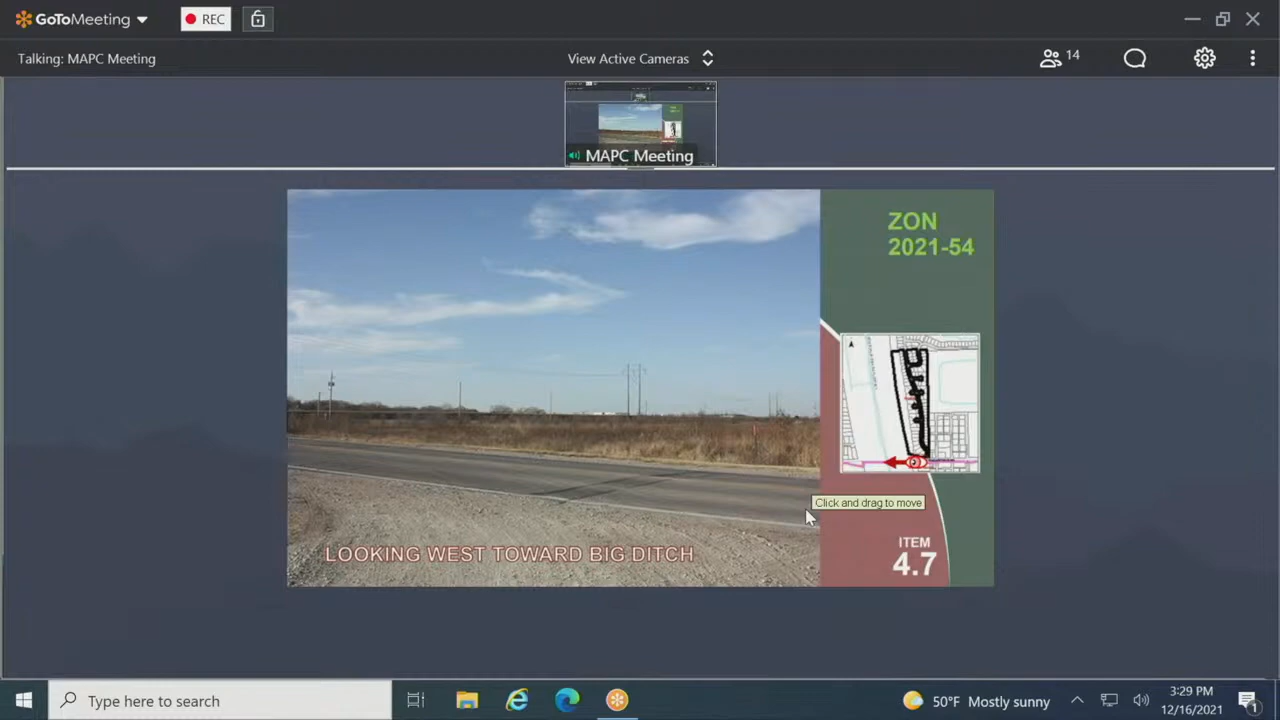 GoToMeeting
REC
Talking: MAPC Meeting
View Active Cameras
14
MAPC Meeting
ZON
2021-54
Click and drag to move
LOOKING WEST TOWARD BIG DITCH
ITEM
4.7
Type here to search
50°F Mostly sunny
3:29 PM
12/16/2021
1